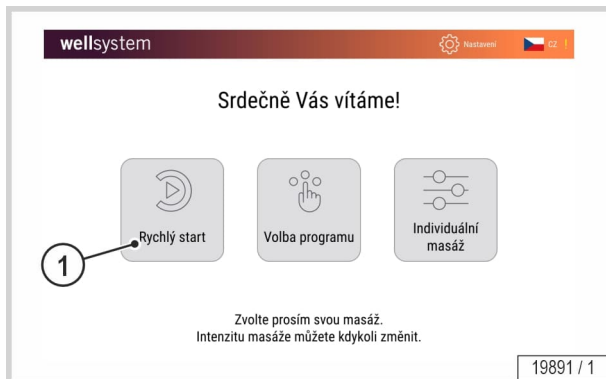 wellsystem
Nastavení
CZ !
Srdečně Vás vítáme!
Rychlý start
Volba programu
Individuální
masáž
1
Zvolte prosím svou masáž.
Intenzitu masáže můžete kdykoli změnit.
19891 / 1